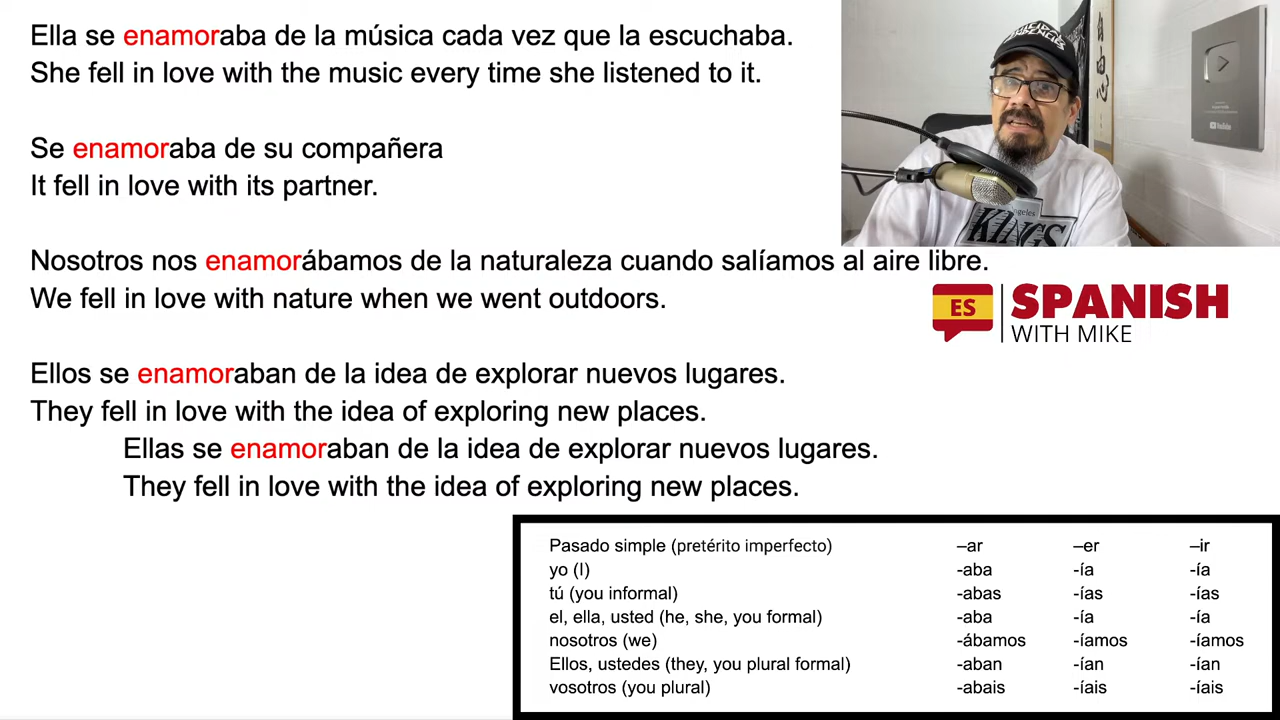 Ella se enamoraba de la música cada vez que la escuchaba.
She fell in love with the music every time she listened to it.
Se enamoraba de su compañera
It fell in love with its partner.
Nosotros nos enamorábamos de la naturaleza cuando salíamos al aire libre.
We fell in love with nature when we went outdoors.
Ellos se enamoraban de la idea de explorar nuevos lugares.
They fell in love with the idea of exploring new places.
Ellas se enamoraban de la idea de explorar nuevos lugares.
They fell in love with the idea of exploring new places.
自由心
YouTube
KINGS
ES
SPANISH
WITH MIKE
Pasado simple (pretérito imperfecto) –ar –er –ir
yo (I) -aba -ía -ía
tú (you informal) -abas -ías -ías
el, ella, usted (he, she, you formal) -aba -ía -ía
nosotros (we) -ábamos -íamos -íamos
Ellos, ustedes (they, you plural formal) -aban -ían -ían
vosotros (you plural) -abais -íais -íais